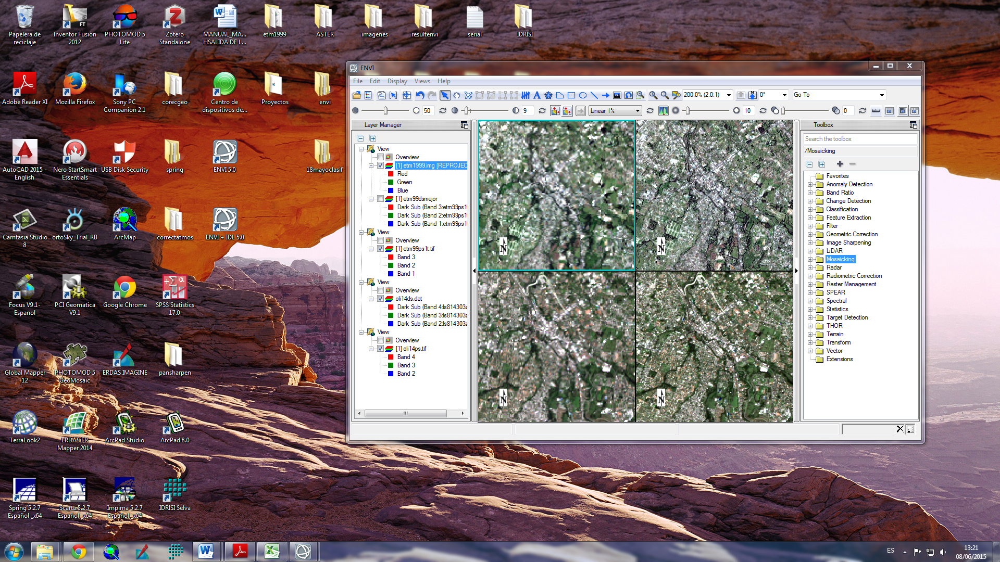 Papelera de
reciclaje
Inventor Fusion
2012
PHOTOMOD 5
Lite
Zotero
Standalone
MANUAL_MA...
HSALIDA DE L...
etm1999
ASTER
imagenes
resultenvi
serial
IDRISI
Adobe Reader XI
Mozilla Firefox
Sony PC
Companion 2.1
corecgeo
Centro de
dispositivos de...
Proyectos
envi
AutoCAD 2015 -
English
Nero StartSmart
Essentials
USB Disk Security
spring
ENVI 5.0
18mayoclasif
Camtasia Studio
8
ortoSky_Trial_RB
ArcMap
correctatmos
ENVI + IDL 5.0
Focus V9.1-
Espanol
PCI Geomatica
V9.1
Google Chrome
SPSS Statistics
17.0
Global Mapper
12
PHOTOMOD 5
GeoMosaic
ERDAS IMAGINE
pansharpen
TerraLook2
ERDAS ER
Mapper 2014
ArcPad Studio
ArcPad 8.0
Spring 5.2.7
Español _x64
Scarta 5.2.7
Español _x64
Impima 5.2.7
Español _x64
IDRISI Selva
ENVI
File Edit Display Views Help
200.0% (2.0:1) 0° Go To
50 9 Linear 1% 10 0
Layer Manager
View
Overview
[1] etm1999.img [REPROJEC
Red
Green
Blue
[1] etm99dsmejor
Dark Sub (Band 3:etm99ps1t
Dark Sub (Band 2:etm99ps1t
Dark Sub (Band 1:etm99ps1t
View
Overview
[1] etm99ps1t.tif
Band 3
Band 2
Band 1
View
Overview
oli14ds.dat
Dark Sub (Band 4:ls814303z
Dark Sub (Band 3:ls814303z
Dark Sub (Band 2:ls814303z
View
Overview
[1] oli14ps.tif
Band 4
Band 3
Band 2
N
N
N
N
Toolbox
Search the toolbox
/Mosaicking
Favorites
Anomaly Detection
Band Ratio
Change Detection
Classification
Feature Extraction
Filter
Geometric Correction
Image Sharpening
LiDAR
Mosaicking
Radar
Radiometric Correction
Raster Management
SPEAR
Spectral
Statistics
Target Detection
THOR
Terrain
Transform
Vector
Extensions
ES
13:21
08/06/2015